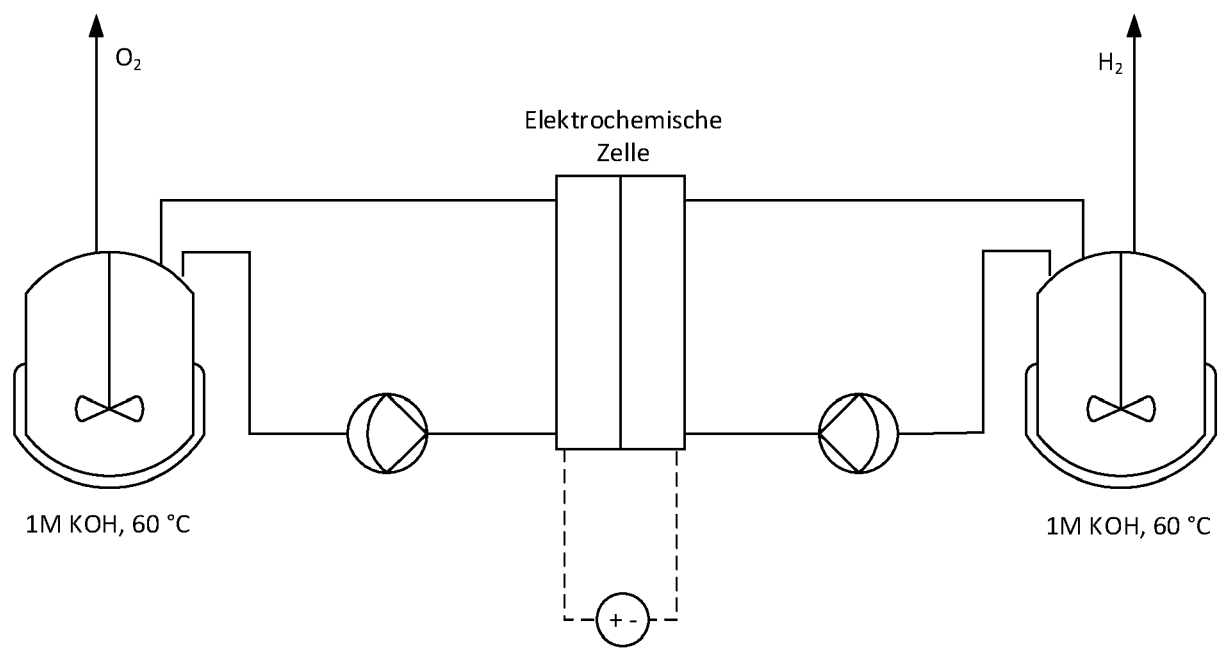 O₂
H₂
Elektrochemische
Zelle
1M KOH, 60 °C
1M KOH, 60 °C
+ -